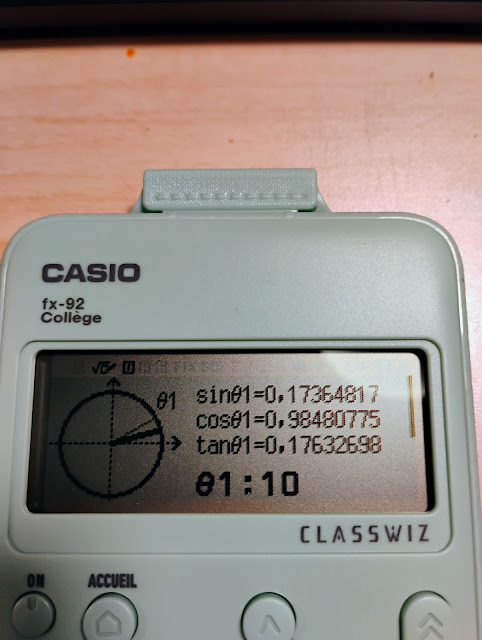 CASIO
fx-92
Collège
√D
θ1
sinθ1=0,17364817
cosθ1=0,98480775
tanθ1=0,17632698
θ1:10
CLASSWIZ
ON
ACCUEIL